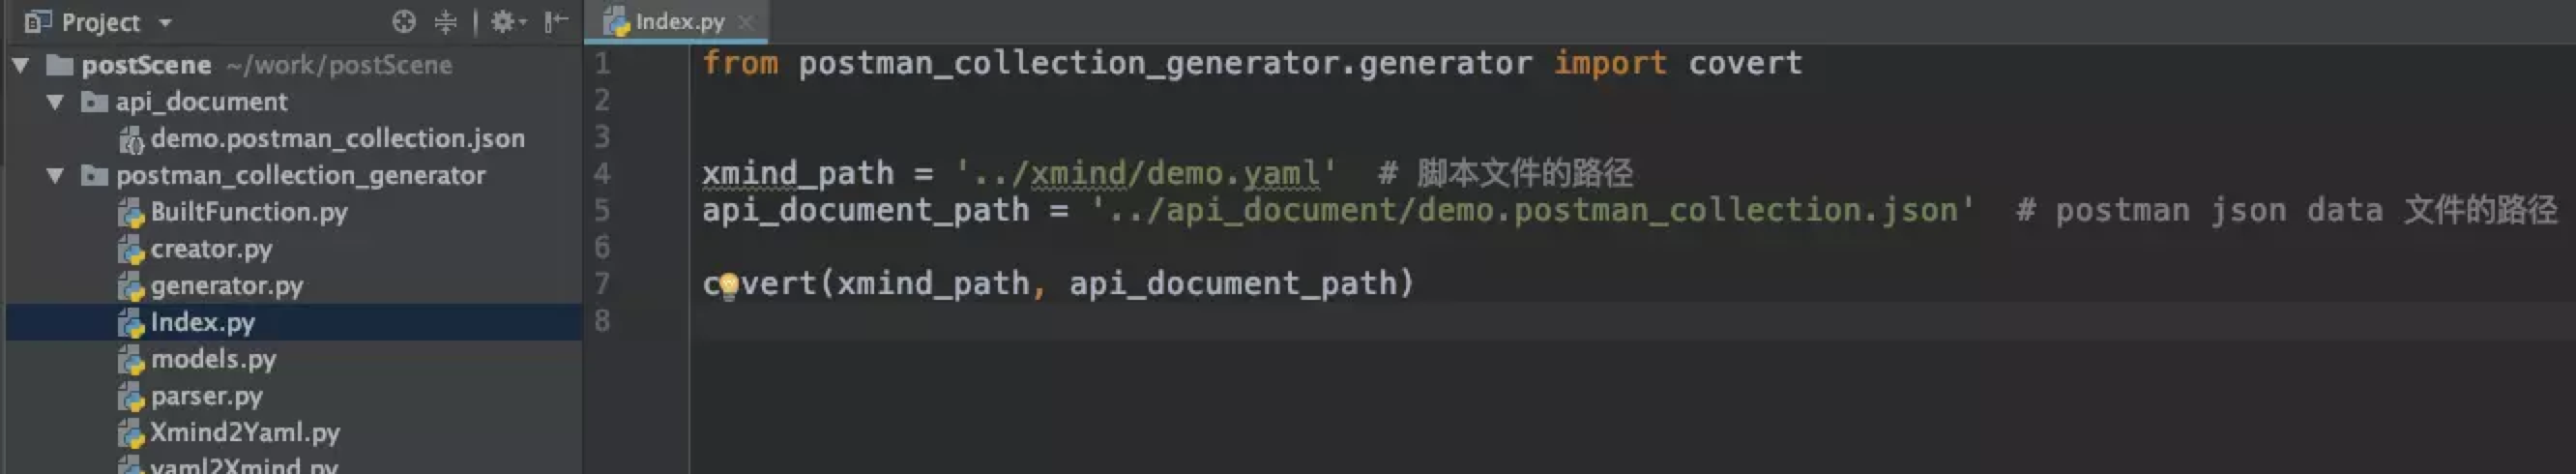 Project
Index.py
postScene ~/work/postScene
api_document
demo.postman_collection.json
postman_collection_generator
BuiltFunction.py
creator.py
generator.py
Index.py
models.py
parser.py
Xmind2Yaml.py
yaml2Xmind.py
1 from postman_collection_generator.generator import covert
2
3
4 xmind_path = '../xmind/demo.yaml' # 脚本文件的路径
5 api_document_path = '../api_document/demo.postman_collection.json' # postman json data 文件的路径
6
7 covert(xmind_path, api_document_path)
8